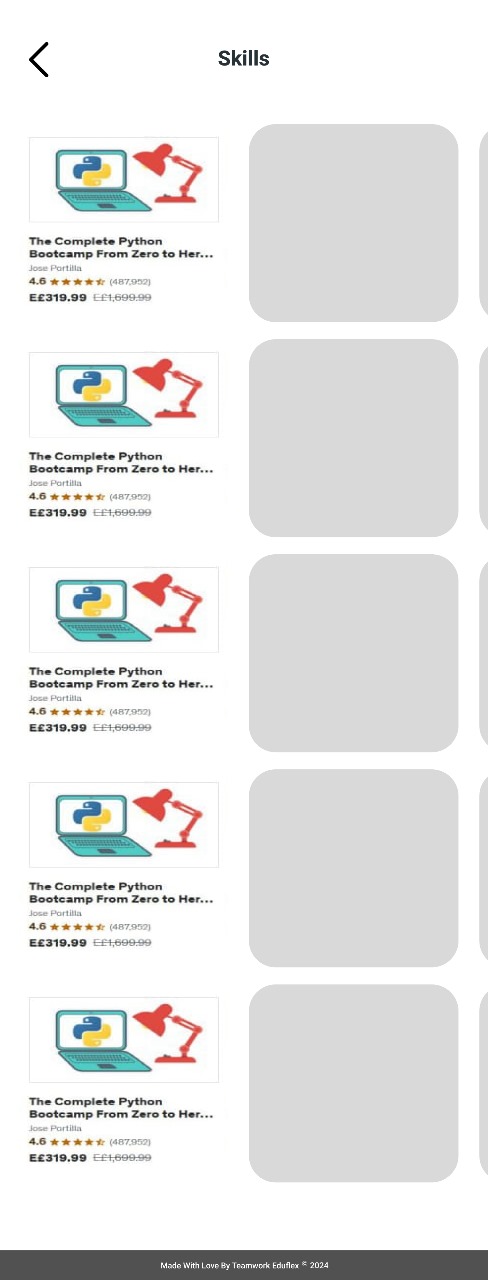 Skills
The Complete Python
Bootcamp From Zero to Her...
Jose Portilla
4.6 (487,952)
E£319.99 E£1,699.99
The Complete Python
Bootcamp From Zero to Her...
Jose Portilla
4.6 (487,952)
E£319.99 E£1,699.99
The Complete Python
Bootcamp From Zero to Her...
Jose Portilla
4.6 (487,952)
E£319.99 E£1,699.99
The Complete Python
Bootcamp From Zero to Her...
Jose Portilla
4.6 (487,952)
E£319.99 E£1,699.99
The Complete Python
Bootcamp From Zero to Her...
Jose Portilla
4.6 (487,952)
E£319.99 E£1,699.99
Made With Love By Teamwork Eduflex © 2024